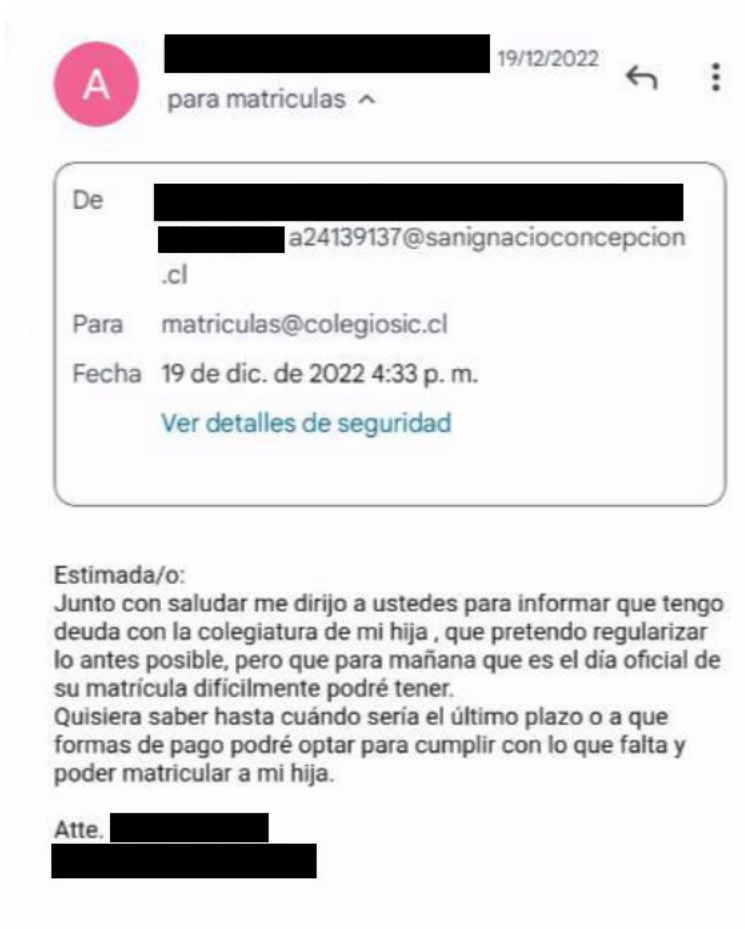 A
19/12/2022
para matriculas
De
a24139137@sanignacioconcepcion
.cl
Para matriculas@colegiosic.cl
Fecha 19 de dic. de 2022 4:33 p. m.
Ver detalles de seguridad
Estimada/o:
Junto con saludar me dirijo a ustedes para informar que tengo
deuda con la colegiatura de mi hija , que pretendo regularizar
lo antes posible, pero que para mañana que es el día oficial de
su matrícula difícilmente podré tener.
Quisiera saber hasta cuándo sería el último plazo o a que
formas de pago podré optar para cumplir con lo que falta y
poder matricular a mi hija.
Atte.